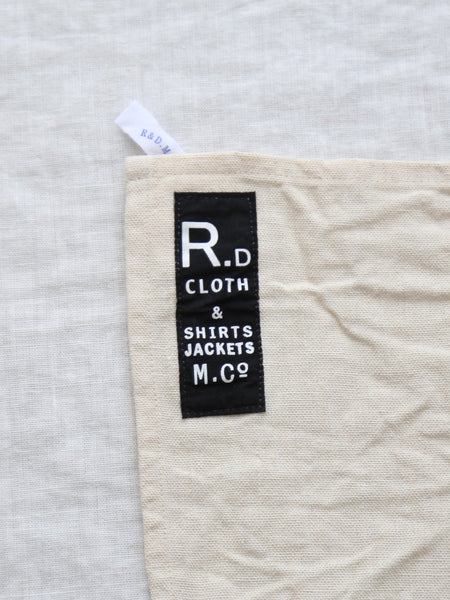 R&D.M
R.D
CLOTH
&
SHIRTS
JACKETS
M.Cº